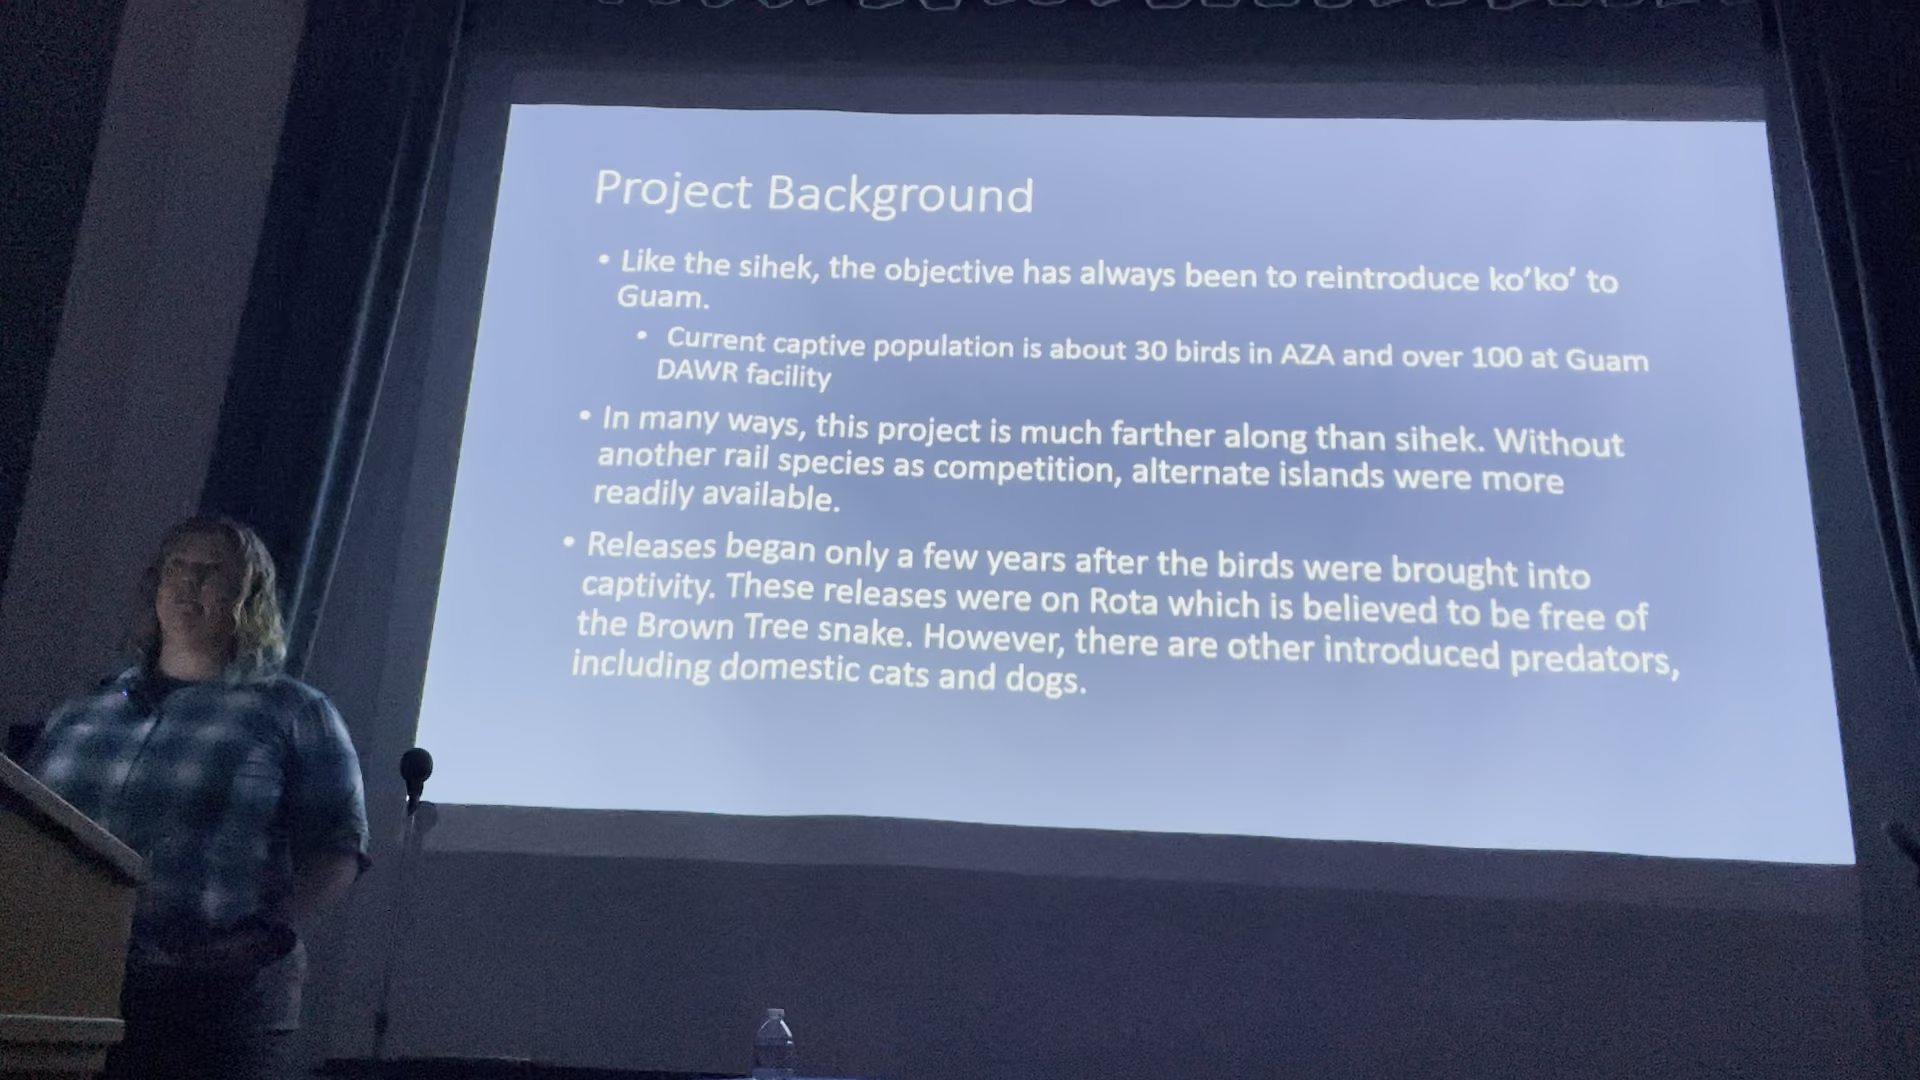 Project Background
• Like the sihek, the objective has always been to reintroduce ko’ko’ to
Guam.
• Current captive population is about 30 birds in AZA and over 100 at Guam
DAWR facility
• In many ways, this project is much farther along than sihek. Without
another rail species as competition, alternate islands were more
readily available.
• Releases began only a few years after the birds were brought into
captivity. These releases were on Rota which is believed to be free of
the Brown Tree snake. However, there are other introduced predators,
including domestic cats and dogs.